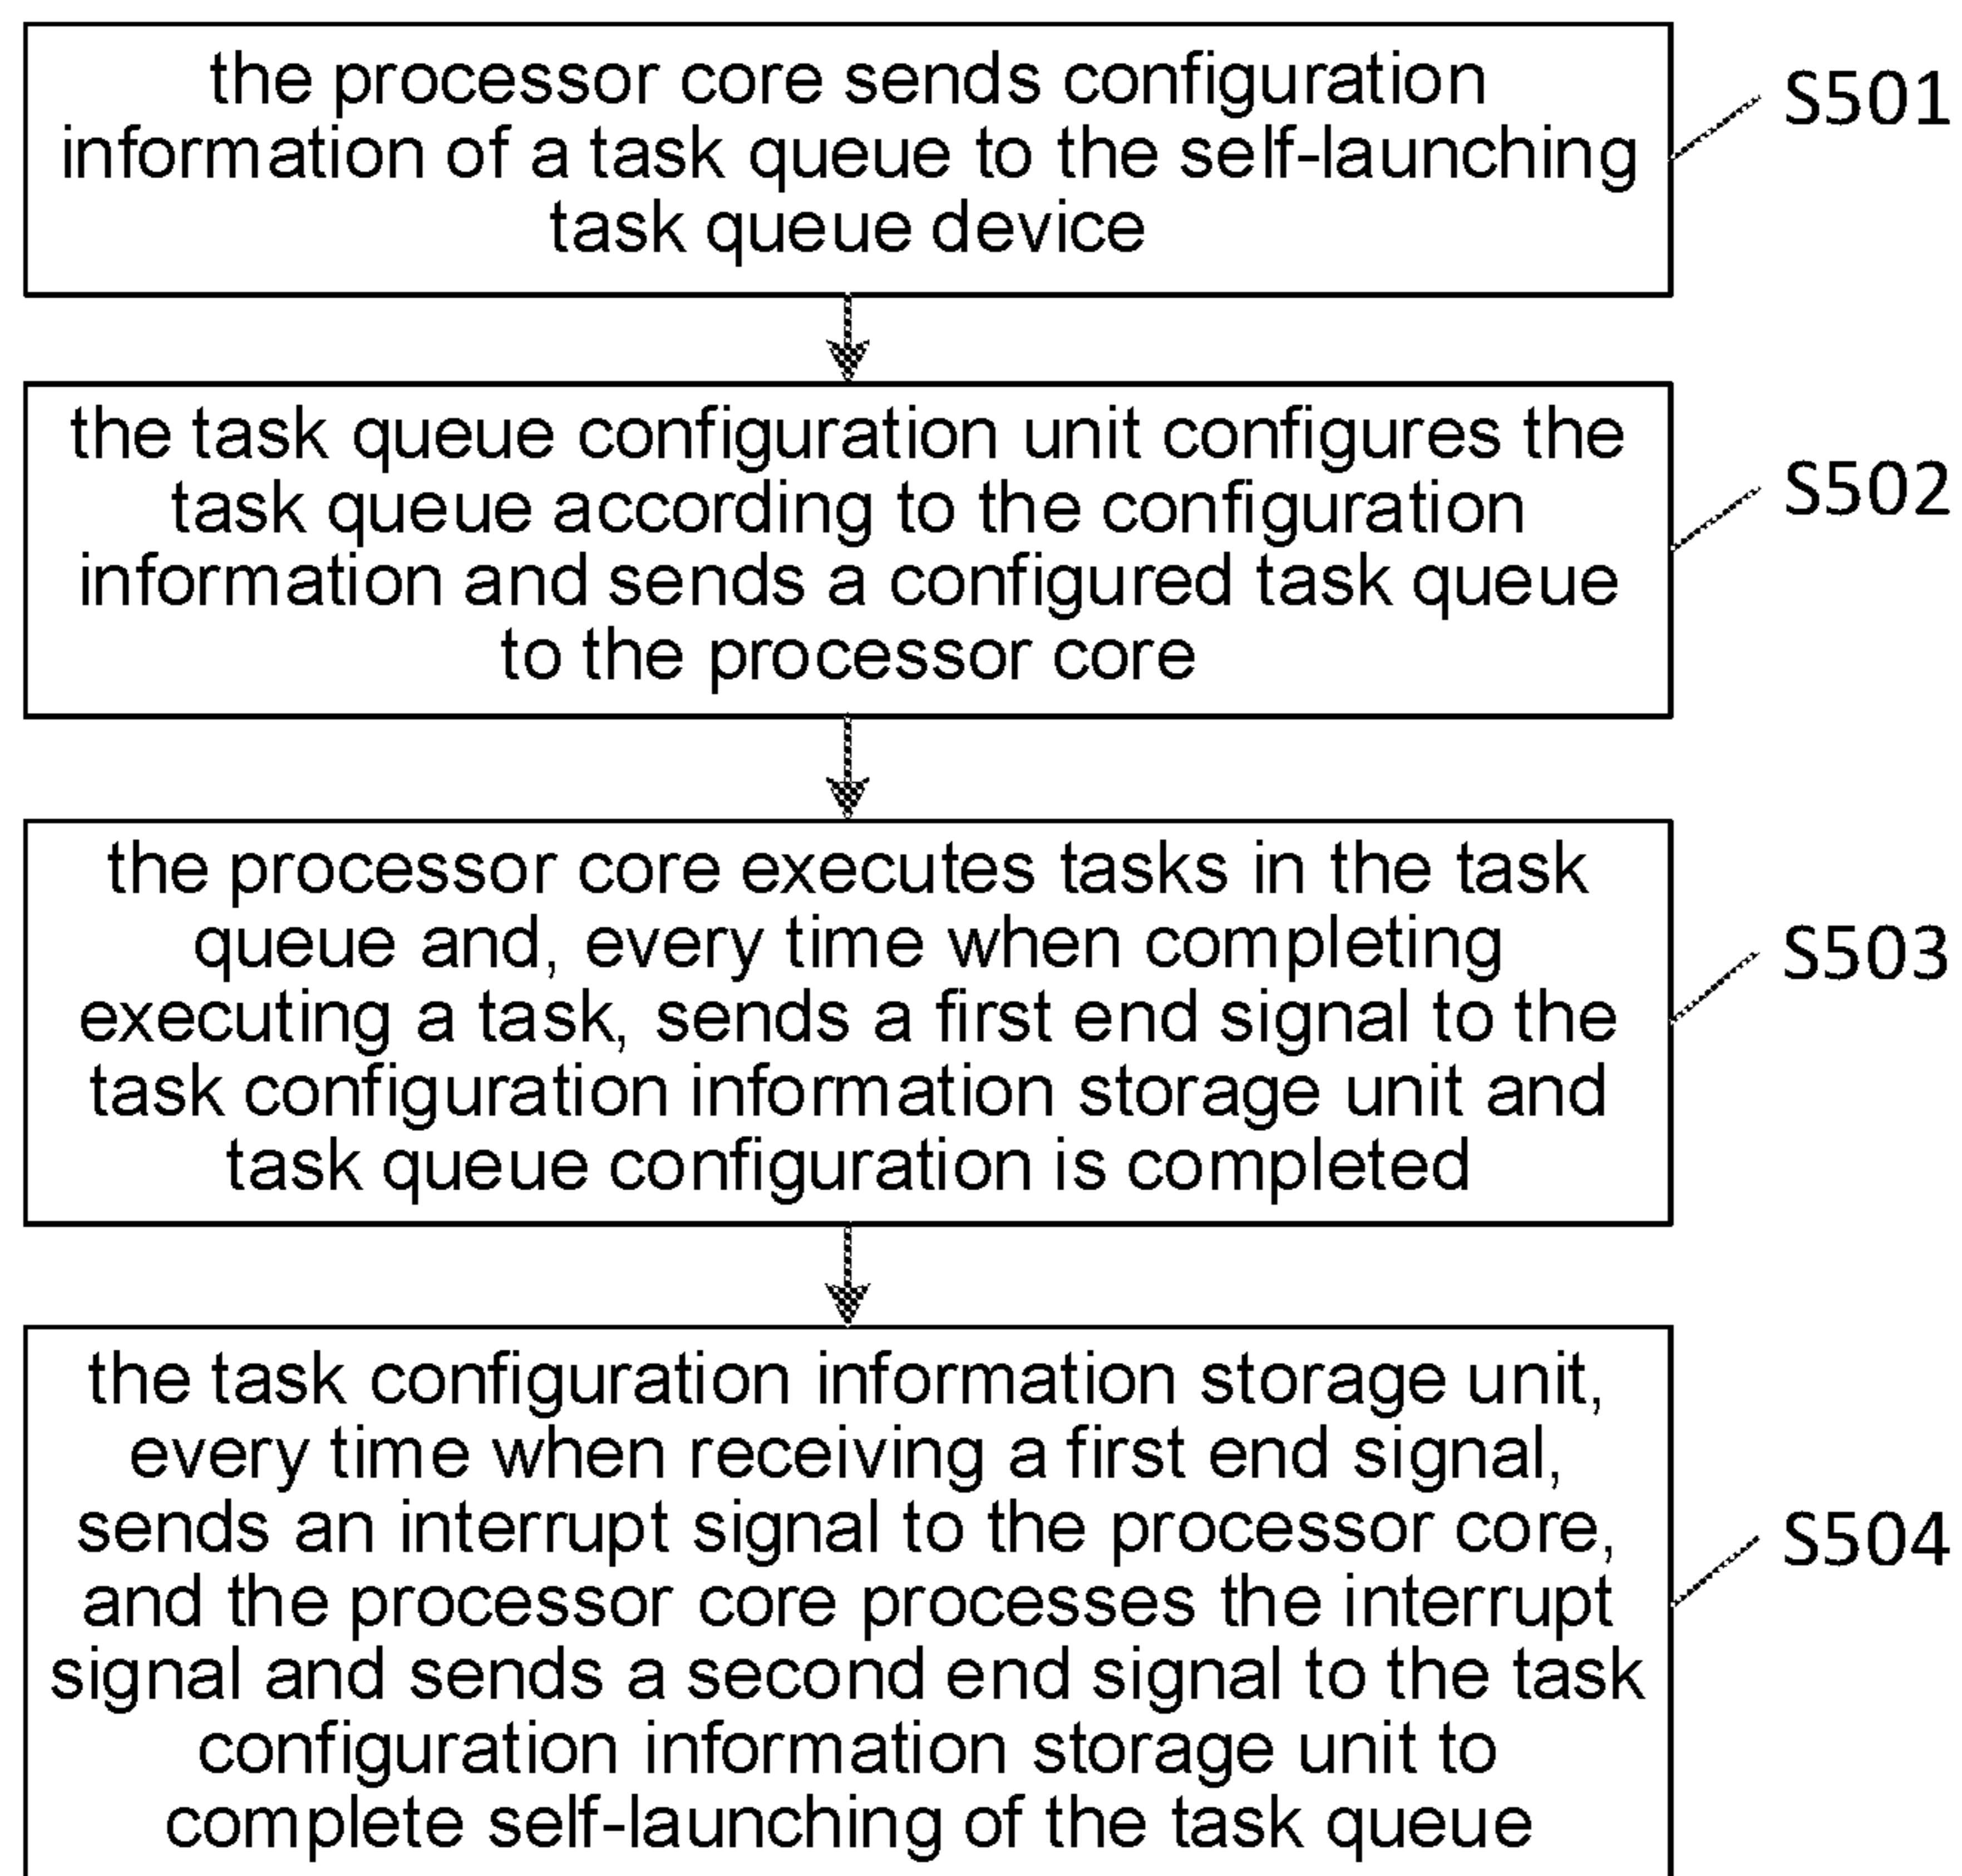 the processor core sends configuration
information of a task queue to the self-launching
task queue device
S501
the task queue configuration unit configures the
task queue according to the configuration
information and sends a configured task queue
to the processor core
S502
the processor core executes tasks in the task
queue and, every time when completing
executing a task, sends a first end signal to the
task configuration information storage unit and
task queue configuration is completed
S503
the task configuration information storage unit,
every time when receiving a first end signal,
sends an interrupt signal to the processor core,
and the processor core processes the interrupt
signal and sends a second end signal to the task
configuration information storage unit to
complete self-launching of the task queue
S504